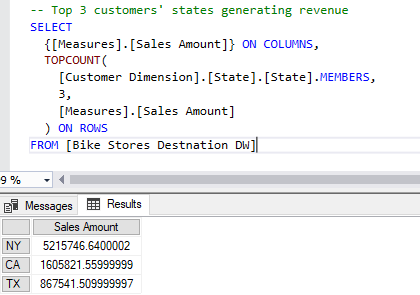 -- Top 3 customers' states generating revenue
SELECT
{[Measures].[Sales Amount]} ON COLUMNS,
TOPCOUNT(
[Customer Dimension].[State].[State].MEMBERS,
3,
[Measures].[Sales Amount]
) ON ROWS
FROM [Bike Stores Destnation DW]
9 %
Messages Results
Sales Amount
NY 5215746.6400002
CA 1605821.55999999
TX 867541.509999997